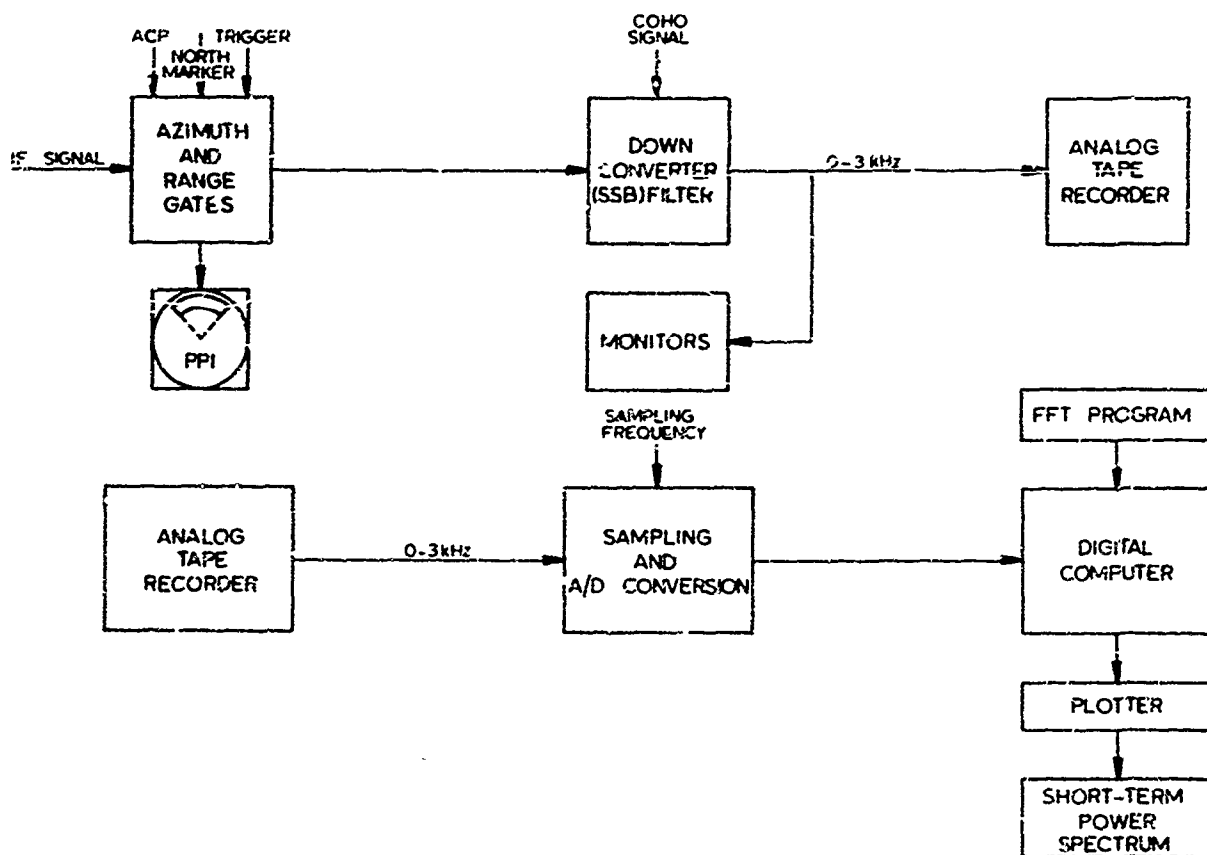 ACP
TRIGGER
NORTH
MARKER
COHO
SIGNAL
IF SIGNAL
AZIMUTH
AND
RANGE
GATES
DOWN
CONVERTER
(SSB)FILTER
0-3 kHz
ANALOG
TAPE
RECORDER
PPI
MONITORS
SAMPLING
FREQUENCY
FFT PROGRAM
ANALOG
TAPE
RECORDER
0-3 kHz
SAMPLING
AND
A/D CONVERSION
DIGITAL
COMPUTER
PLOTTER
SHORT-TERM
POWER
SPECTRUM